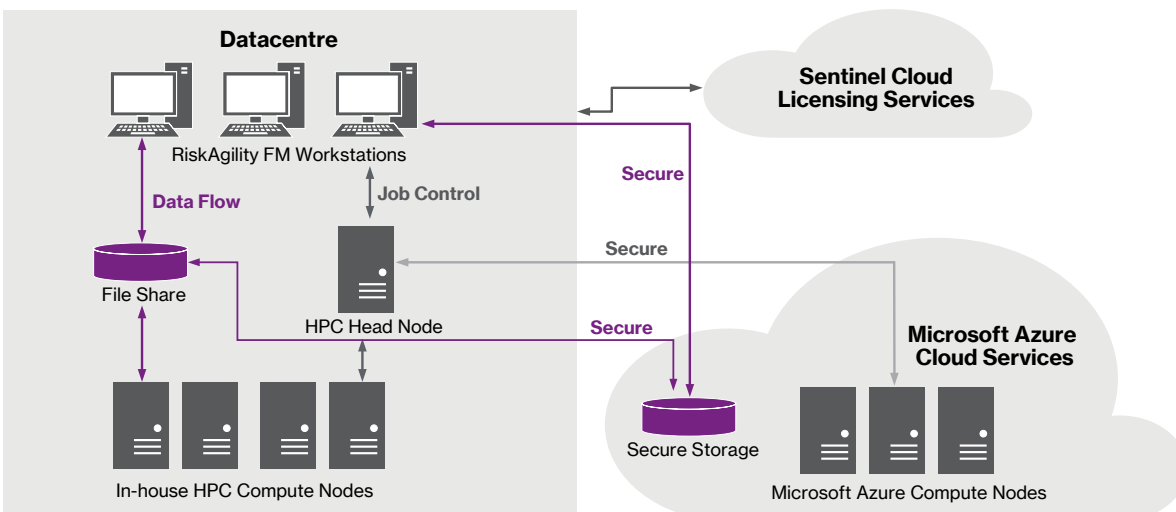 Datacentre
Sentinel Cloud
Licensing Services
RiskAgility FM Workstations
Secure
Data Flow
Job Control
Secure
File Share
HPC Head Node
Secure
Microsoft Azure
Cloud Services
Secure Storage
In-house HPC Compute Nodes
Microsoft Azure Compute Nodes